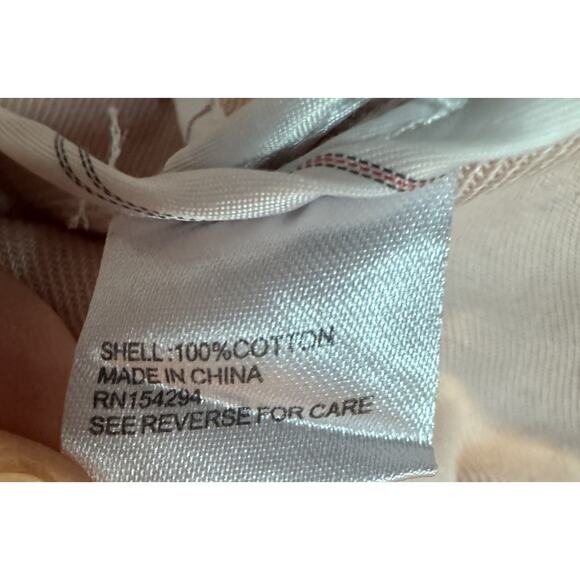 SHELL:100%COTTON
MADE IN CHINA
RN154294
SEE REVERSE FOR CARE